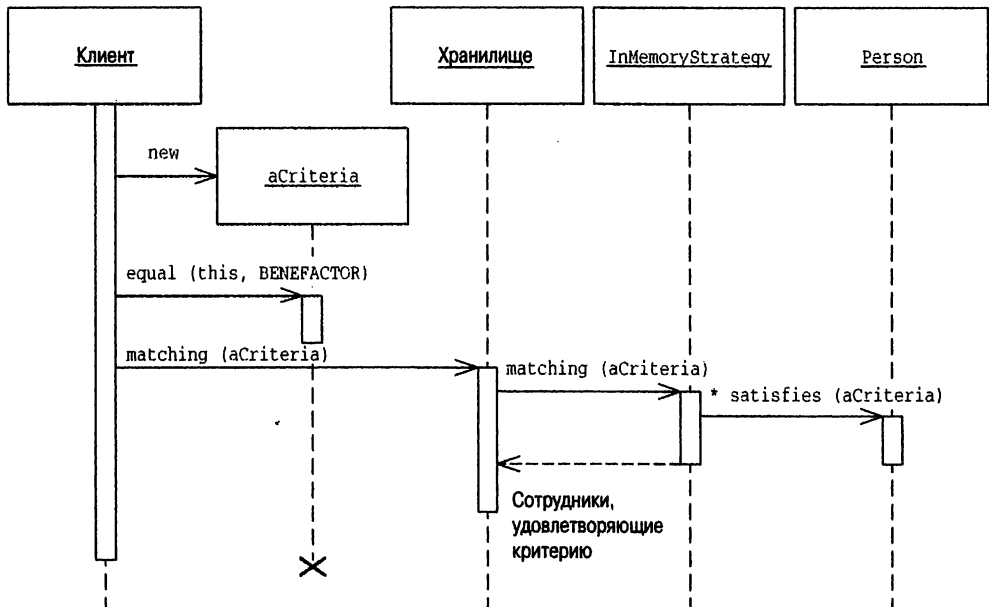 Клиент
Хранилище
InMemoryStrategy
Person
new
aCriteria
equal (this, BENEFACTOR)
matching (aCriteria)
matching (aCriteria)
* satisfies (aCriteria)
Сотрудники,
удовлетворяющие
критерию